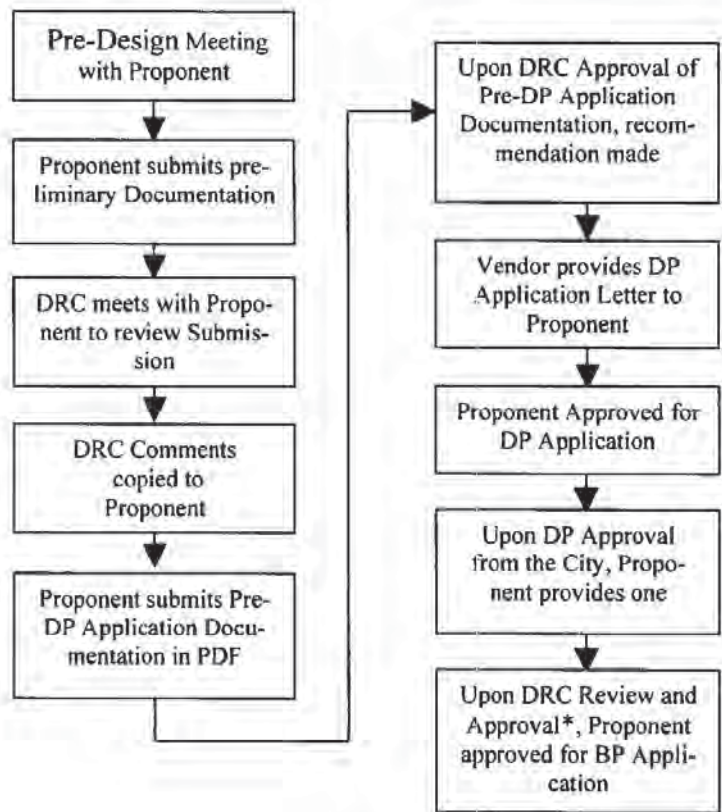 Pre-Design Meeting
with Proponent
Proponent submits pre-
liminary Documentation
DRC meets with Propo-
nent to review Submis-
sion
DRC Comments
copied to
Proponent
Proponent submits Pre-
DP Application Docu-
mentation in PDF
Upon DRC Approval of
Pre-DP Application
Documentation, recom-
mendation made
Vendor provides DP
Application Letter to
Proponent
Proponent Approved for
DP Application
Upon DP Approval
from the City, Propo-
nent provides one
Upon DRC Review and
Approval*, Proponent
approved for BP Appli-
cation